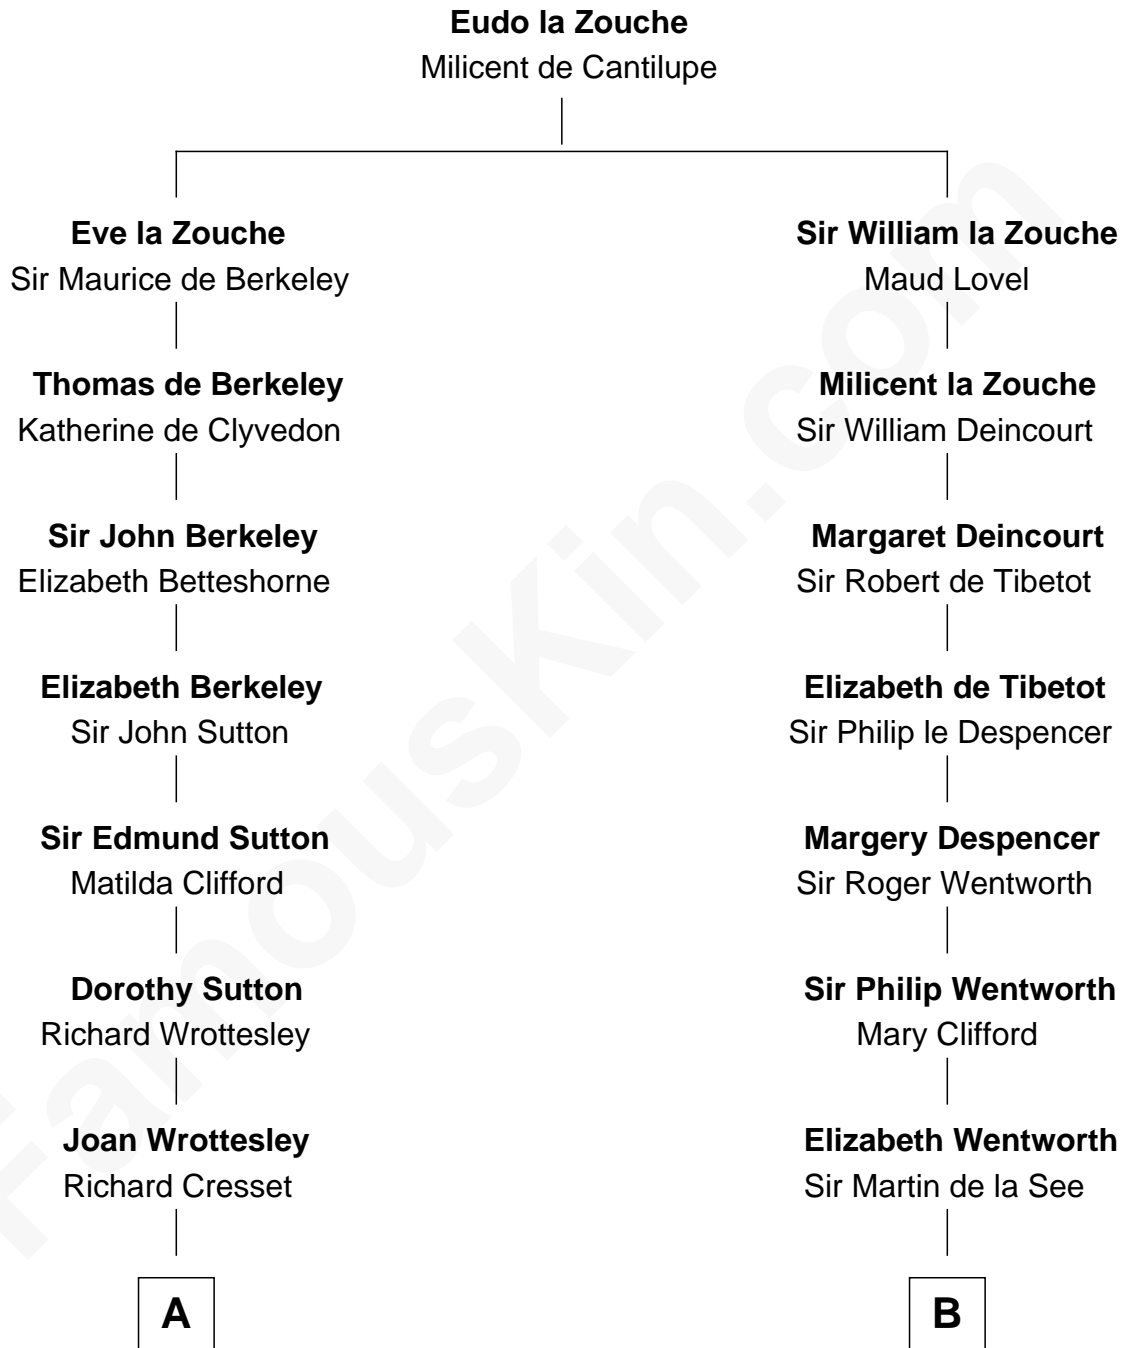 Eudo la Zouche
Milicent de Cantilupe
Eve la Zouche
Sir Maurice de Berkeley
Sir William la Zouche
Maud Lovel
Thomas de Berkeley
Katherine de Clyvedon
Milicent la Zouche
Sir William Deincourt
Sir John Berkeley
Elizabeth Betteshorne
Margaret Deincourt
Sir Robert de Tibetot
Elizabeth Berkeley
Sir John Sutton
Elizabeth de Tibetot
Sir Philip le Despencer
Sir Edmund Sutton
Matilda Clifford
Margery Despencer
Sir Roger Wentworth
Dorothy Sutton
Richard Wrottesley
Sir Philip Wentworth
Mary Clifford
Joan Wrottesley
Richard Cresset
Elizabeth Wentworth
Sir Martin de la See
A
B
FamousKin.com